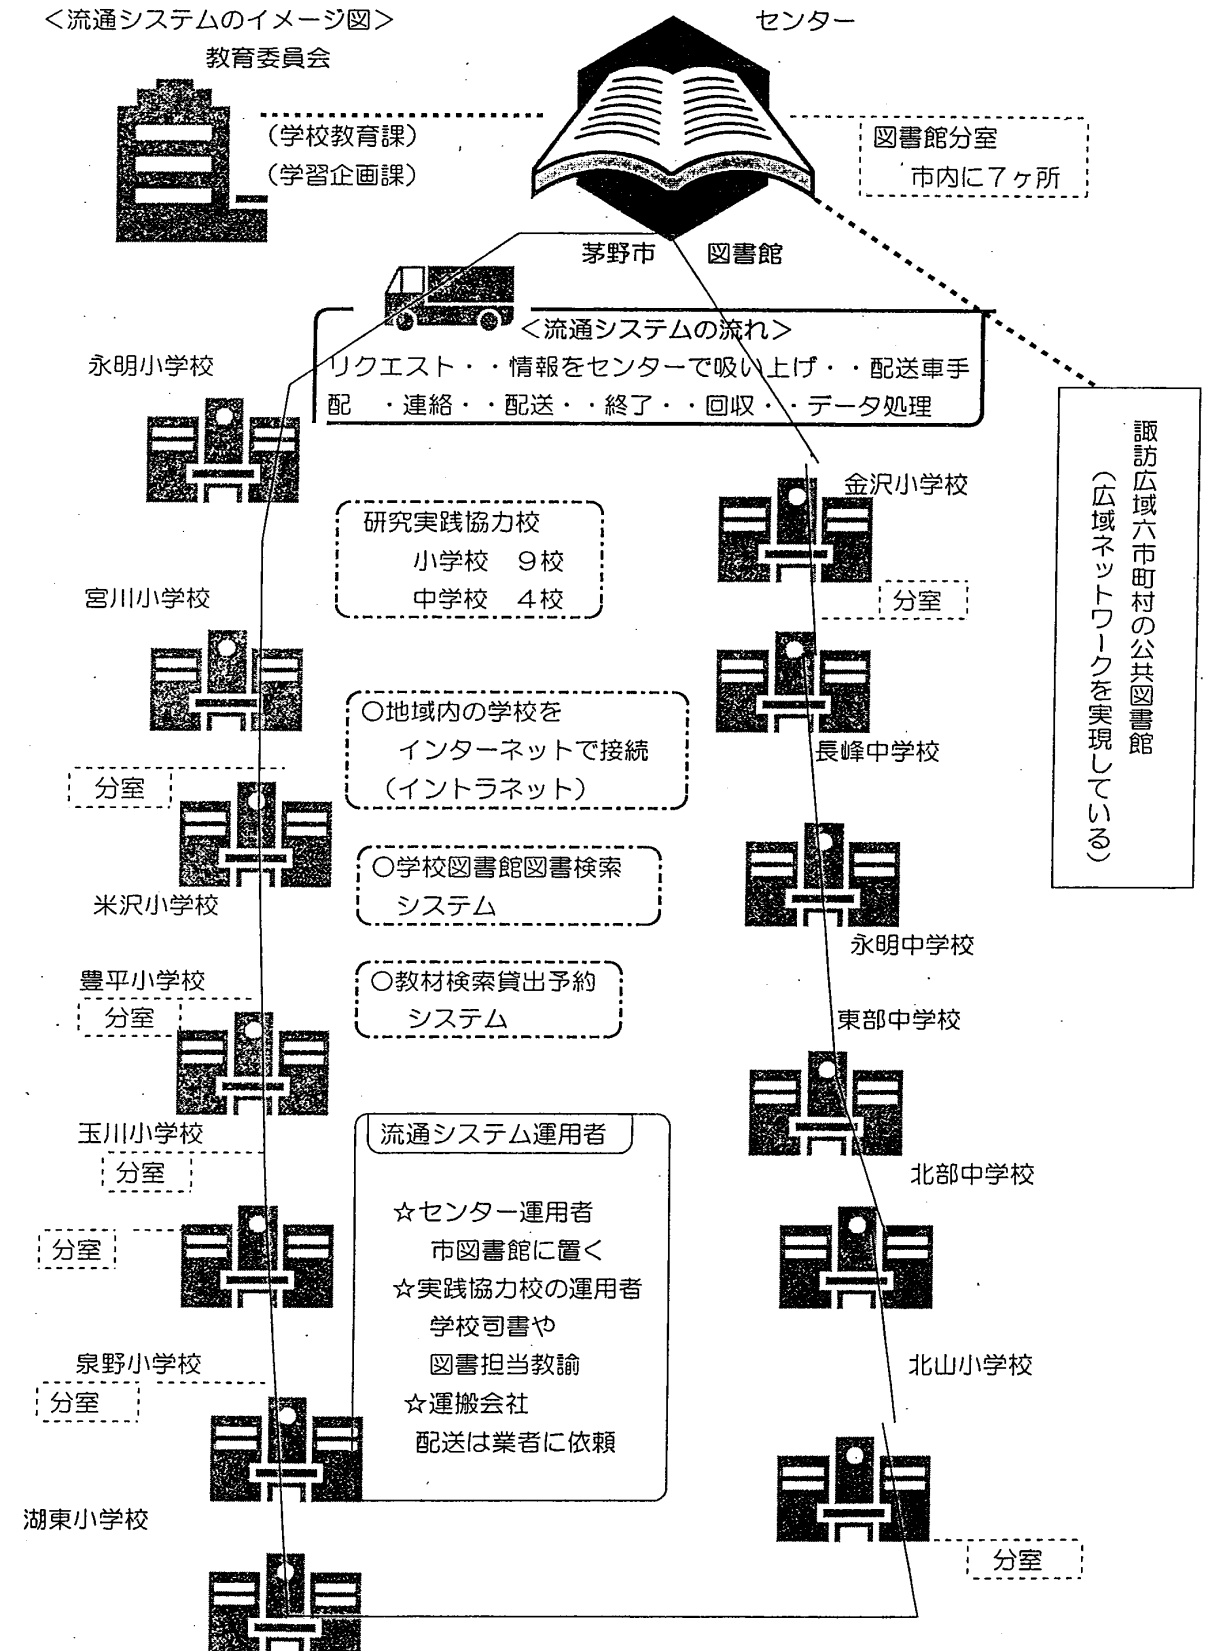 ＜流通システムのイメージ図＞
センター
教育委員会
（学校教育課）
（学習企画課）
図書館分室
市内に７ヶ所
茅野市　図書館
＜流通システムの流れ＞
リクエスト・・情報をセンターで吸い上げ・・配送車手
配　・連絡・・配送・・終了・・回収・・データ処理
諏訪広域六市町村の公共図書館
（広域ネットワークを実現している）
永明小学校
金沢小学校
研究実践協力校
小学校　９校
中学校　４校
分室
宮川小学校
○地域内の学校を
インターネットで接続
（イントラネット）
長峰中学校
分室
○学校図書館図書検索
システム
米沢小学校
永明中学校
豊平小学校
分室
○教材検索貸出予約
システム
東部中学校
玉川小学校
分室
流通システム運用者
☆センター運用者
市図書館に置く
☆実践協力校の運用者
学校司書や
図書担当教諭
☆運搬会社
配送は業者に依頼
北部中学校
分室
泉野小学校
分室
北山小学校
湖東小学校
分室